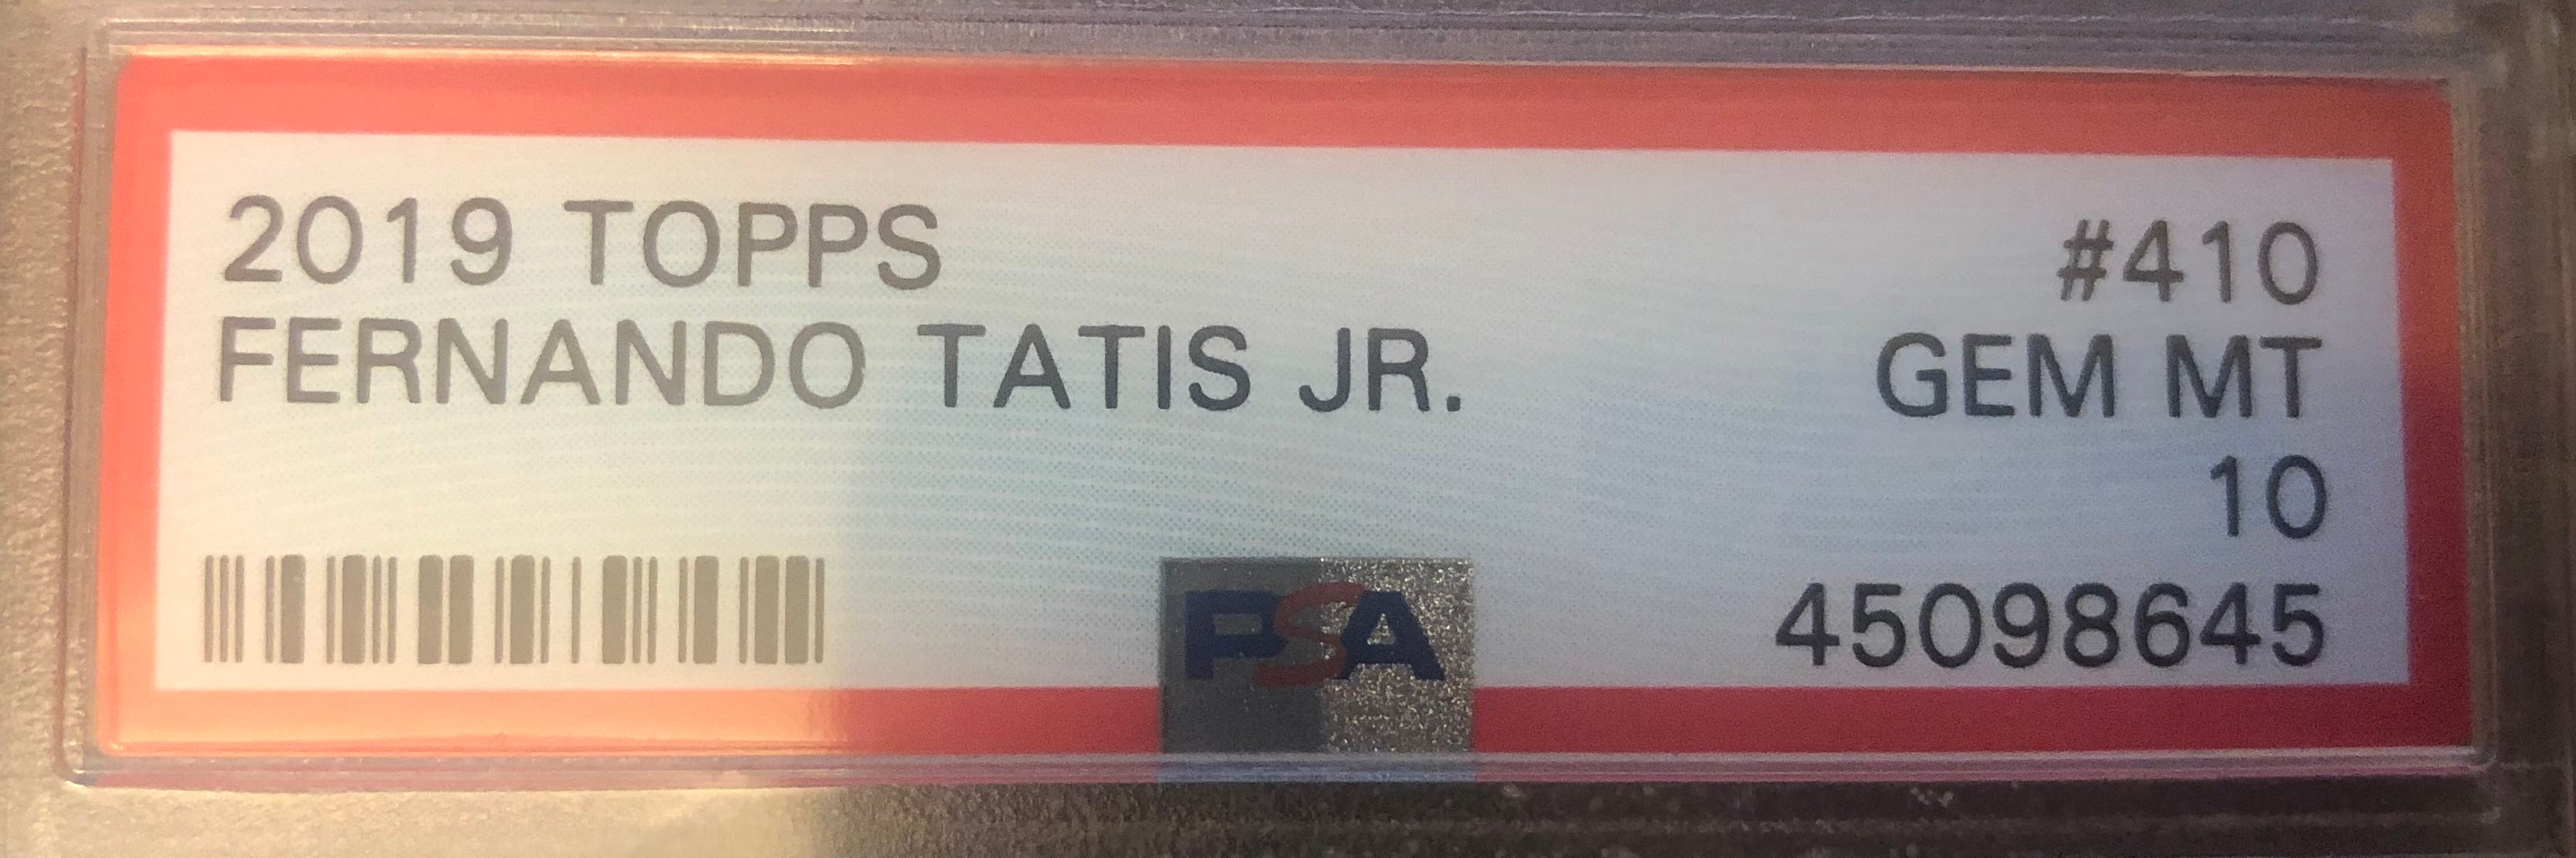 2019 TOPPS #410
FERNANDO TATIS JR. GEM MT
10
PSA 45098645